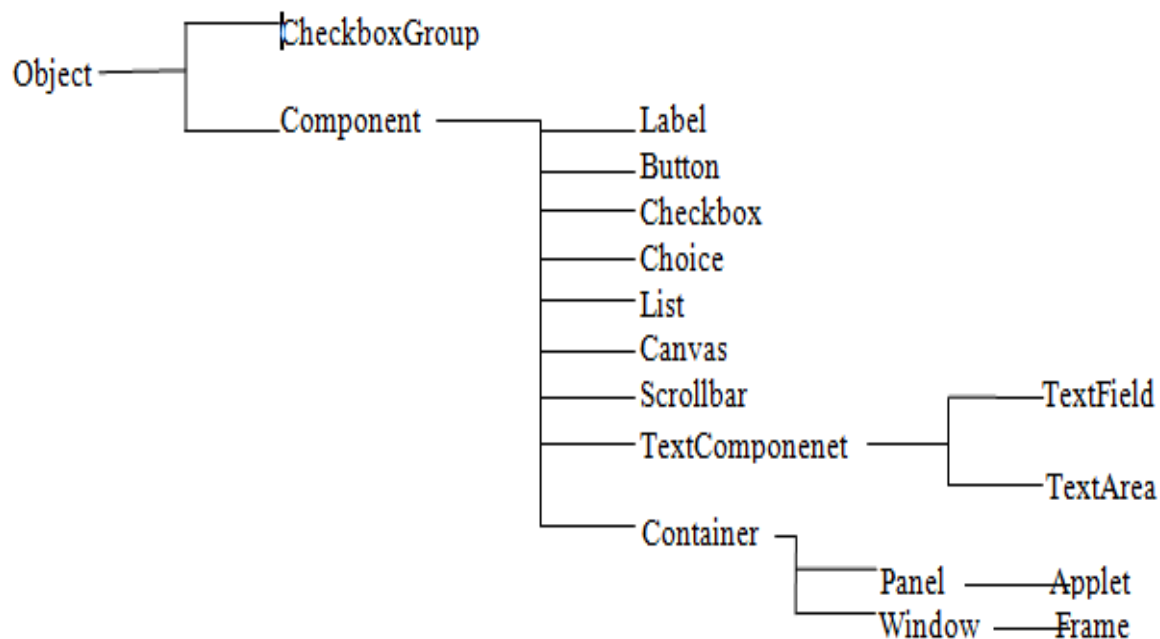 CheckboxGroup
Object
Component
Label
Button
Checkbox
Choice
List
Canvas
Scrollbar
TextField
TextComponenet
TextArea
Container
Panel
Applet
Window
Frame